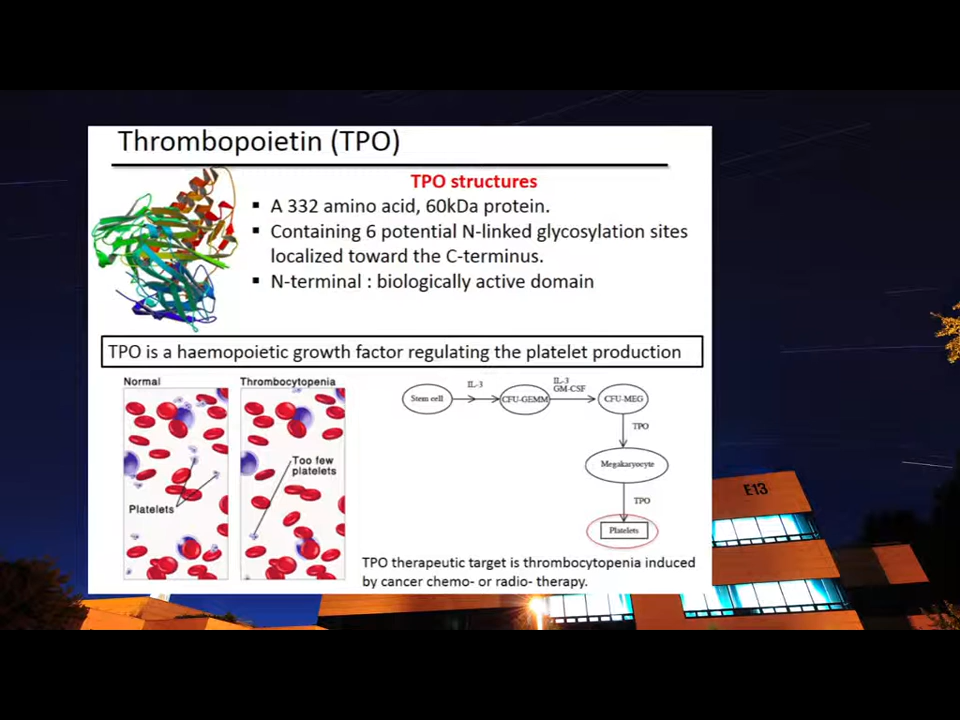 Thrombopoietin (TPO)
TPO structures
▪ A 332 amino acid, 60kDa protein.
▪ Containing 6 potential N-linked glycosylation sites
localized toward the C-terminus.
▪ N-terminal : biologically active domain
TPO is a haemopoietic growth factor regulating the platelet production
Normal
Platelets
Thrombocytopenia
Too few
platelets
Stem cell
IL-3
CFU-GEMM
IL-3
GM-CSF
CFU-MEG
TPO
Megakaryocyte
TPO
Platelets
TPO therapeutic target is thrombocytopenia induced
by cancer chemo- or radio- therapy.
E13